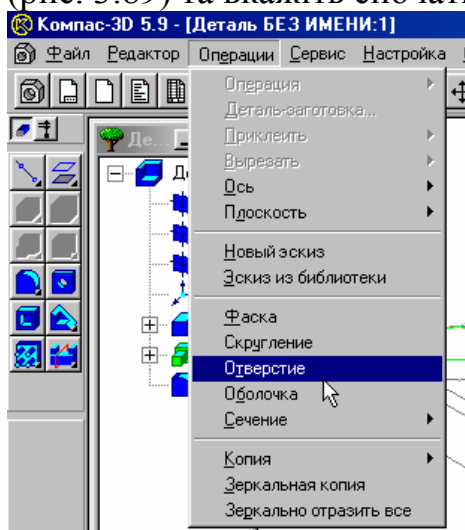 (рис. 3.89) та вкажіть спочат
Компас-3D 5.9 - [Деталь БЕЗ ИМЕНИ:1]
Файл Редактор Операции Сервис Настройка
Операция
Деталь-заготовка...
Де...
Приклеить
Вырезать
Ось
Плоскость
Новый эскиз
Эскиз из библиотеки
Фаска
Скругление
Отверстие
Оболочка
Сечение
Копия
Зеркальная копия
Зеркально отразить все